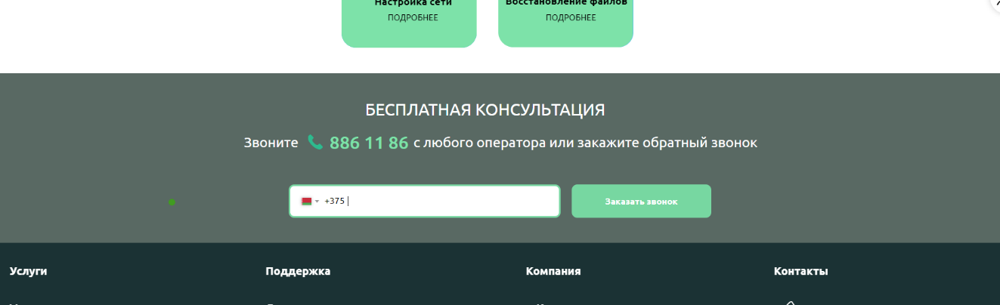 Настройка сети
Восстановление файлов
ПОДРОБНЕЕ
ПОДРОБНЕЕ
БЕСПЛАТНАЯ КОНСУЛЬТАЦИЯ
Звоните 886 11 86 с любого оператора или закажите обратный звонок
+375
Заказать звонок
Услуги
Поддержка
Компания
Контакты